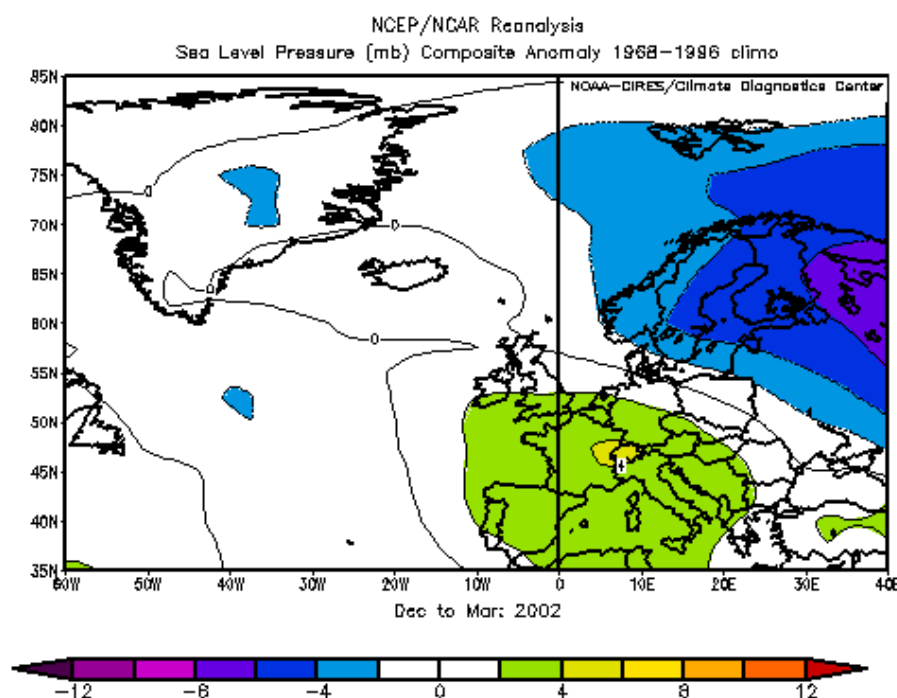 NCEP/NCAR Reanalysis
Sea Level Pressure (mb) Composite Anomaly 1968-1996 climo
NOAA-CIRES/Climate Diagnostics Center
85N
80N
75N
70N
65N
60N
55N
50N
45N
40N
35N
0
0
0
0
4
60W 50W 40W 30W 20W 10W 0 10E 20E 30E 40E
Dec to Mar: 2002
-12 -8 -4 0 4 8 12